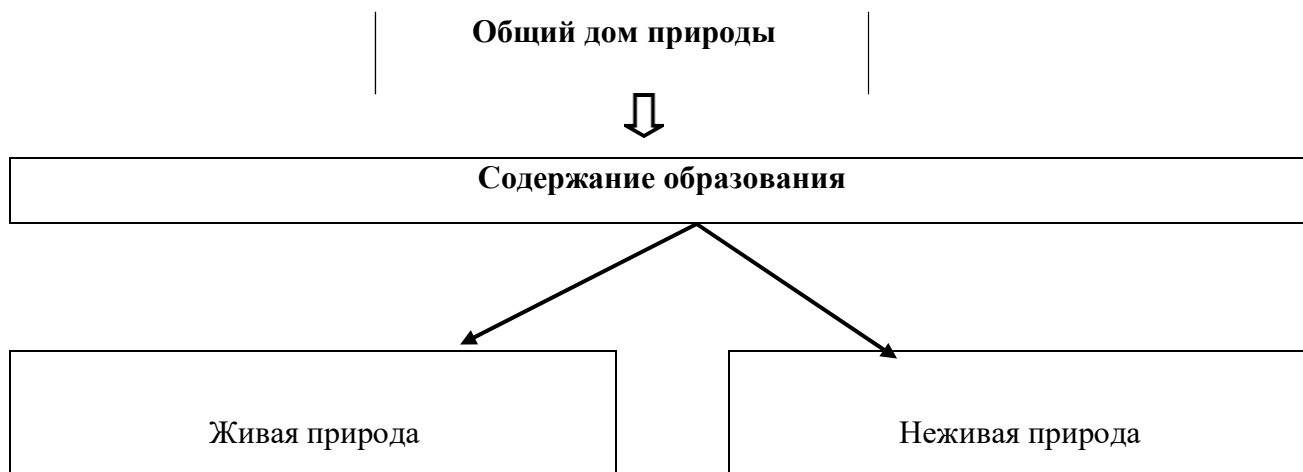 Общий дом природы
Содержание образования
Живая природа
Неживая природа